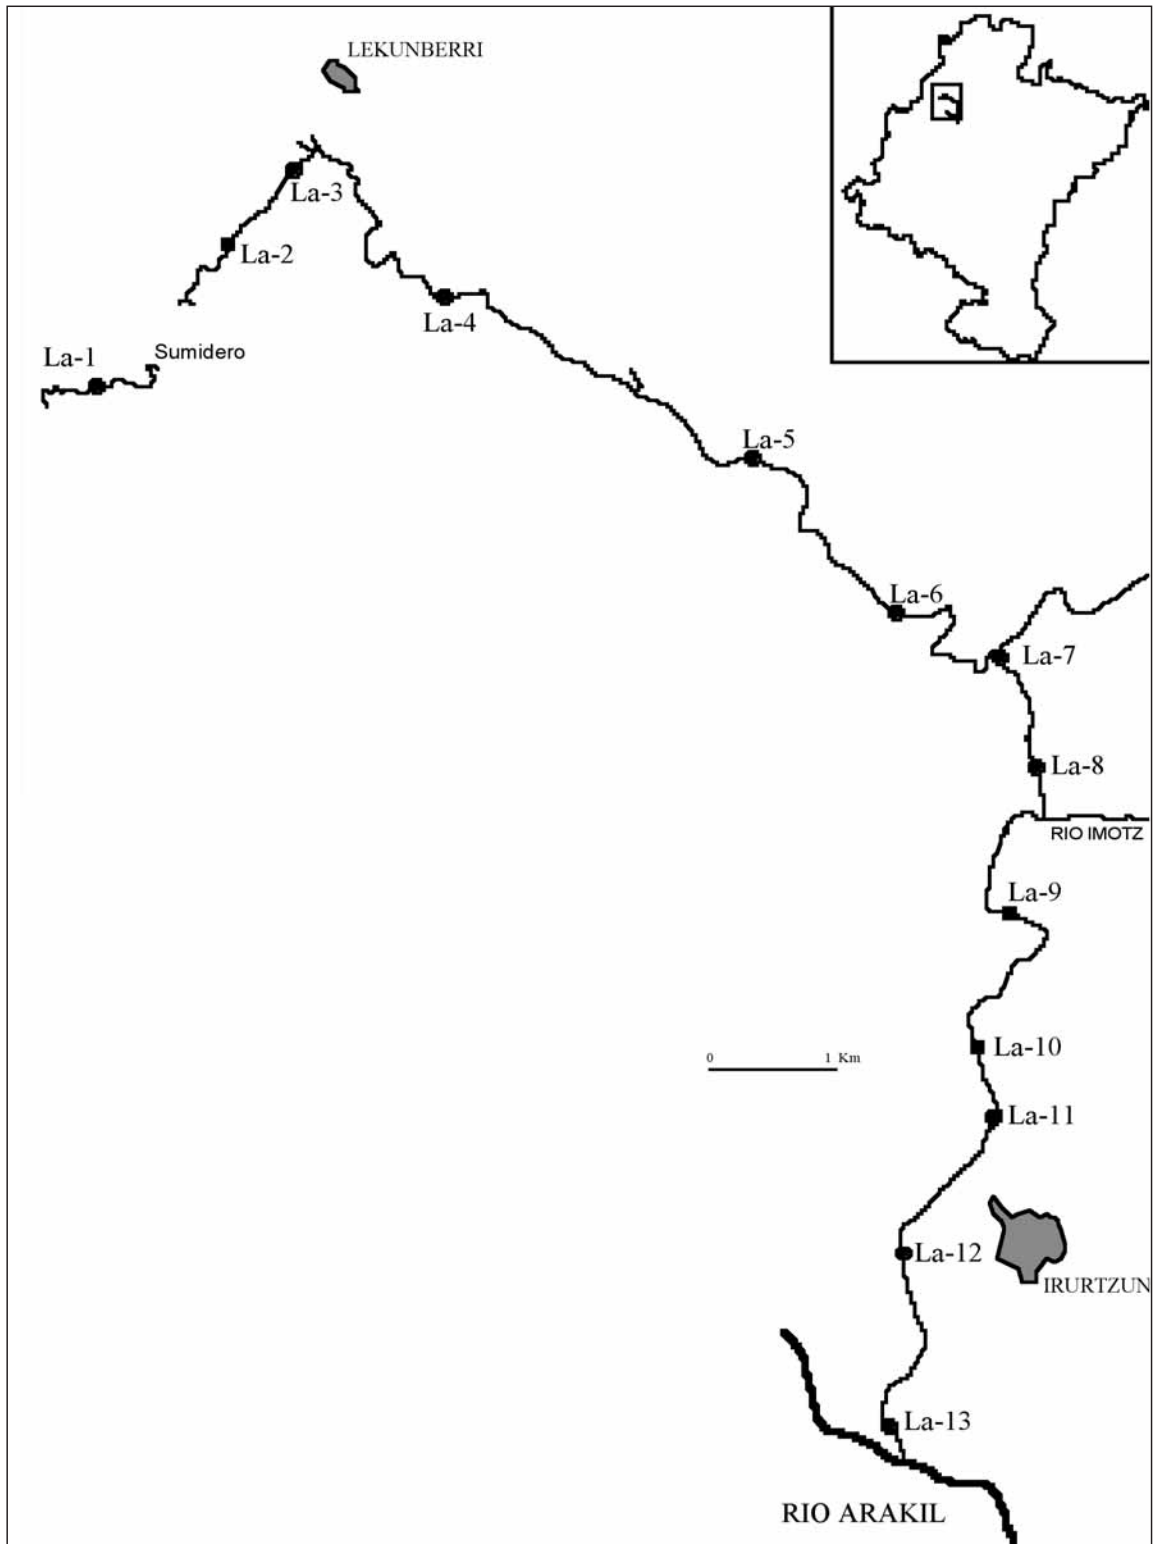 LEKUNBERRI
La-3
La-2
La-4
La-1
Sumidero
La-5
La-6
La-7
La-8
RIO IMOTZ
La-9
La-10
0 1 Km
La-11
La-12
IRURTZUN
La-13
RIO ARAKIL